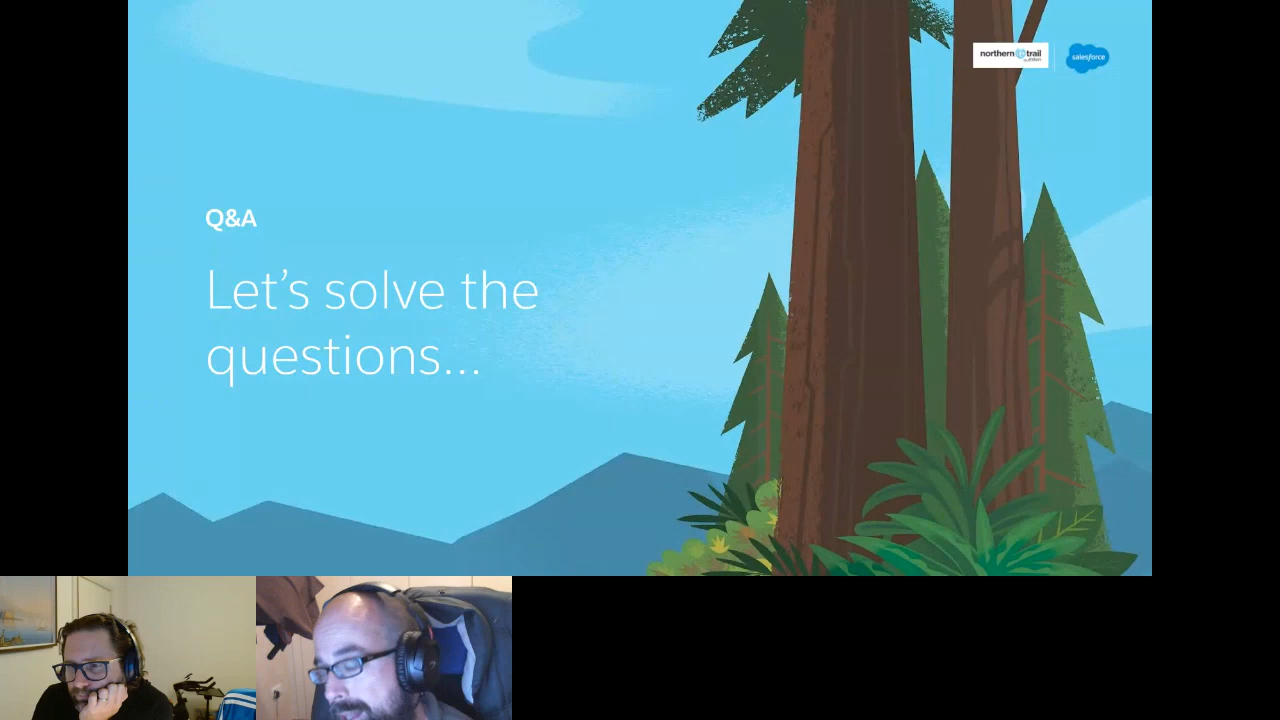 northern trail
salesforce
Q&A
Let's solve the
questions...